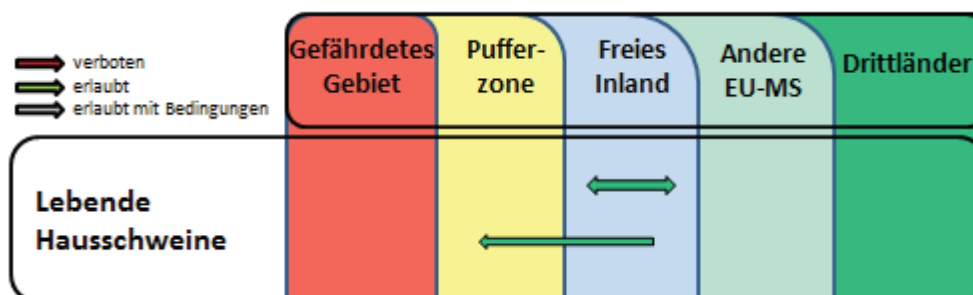 verboten
erlaubt
erlaubt mit Bedingungen
Gefährdetes
Gebiet
Puffer-
zone
Freies
Inland
Andere
EU-MS
Drittländer
Lebende
Hausschweine